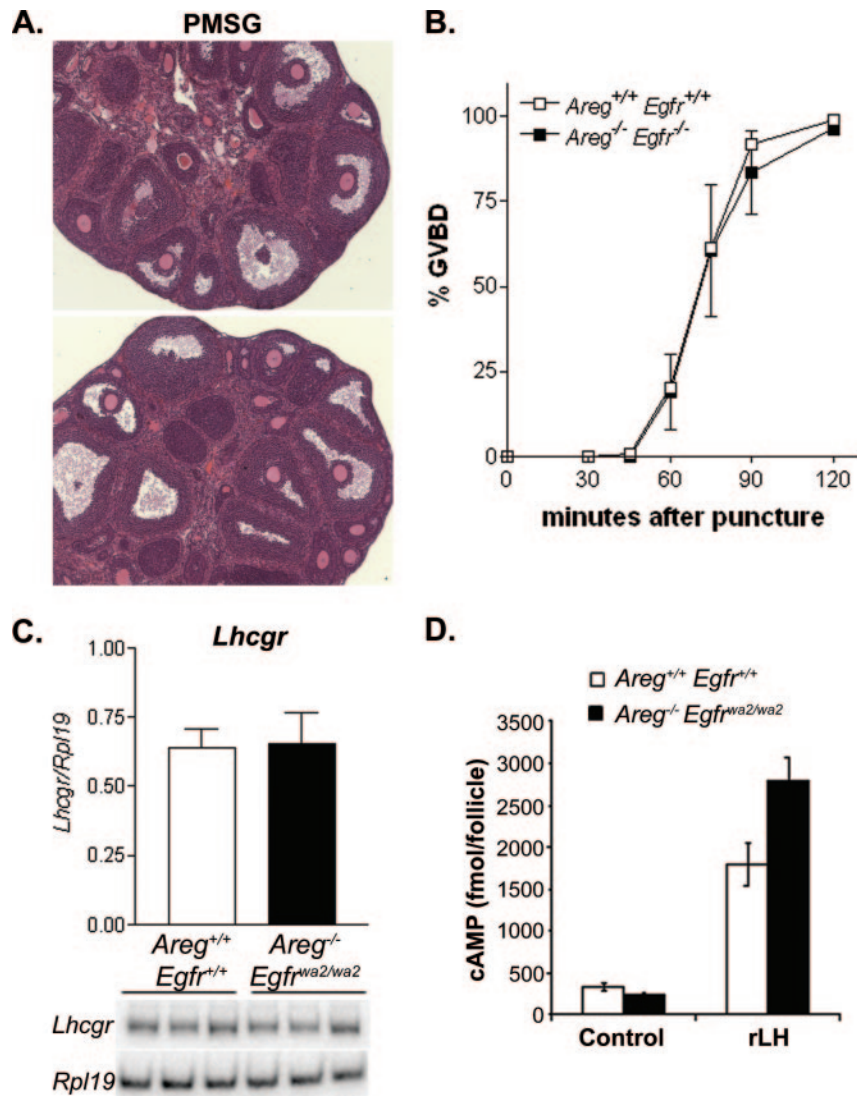 A.
PMSG
B.
Areg+/+ Egfr+/+
Areg-/- Egfr-/-
100
75
50
25
0
% GVBD
0 30 60 90 120
minutes after puncture
C.
Lhcgr
1.00
0.75
0.50
0.25
0.00
Lhcgr/Rpl19
Areg+/+ Areg-/-
Egfr+/+ Egfrwa2/wa2
Lhcgr
Rpl19
D.
Areg+/+ Egfr+/+
Areg-/- Egfrwa2/wa2
3500
3000
2500
2000
1500
1000
500
0
cAMP (fmol/follicle)
Control rLH